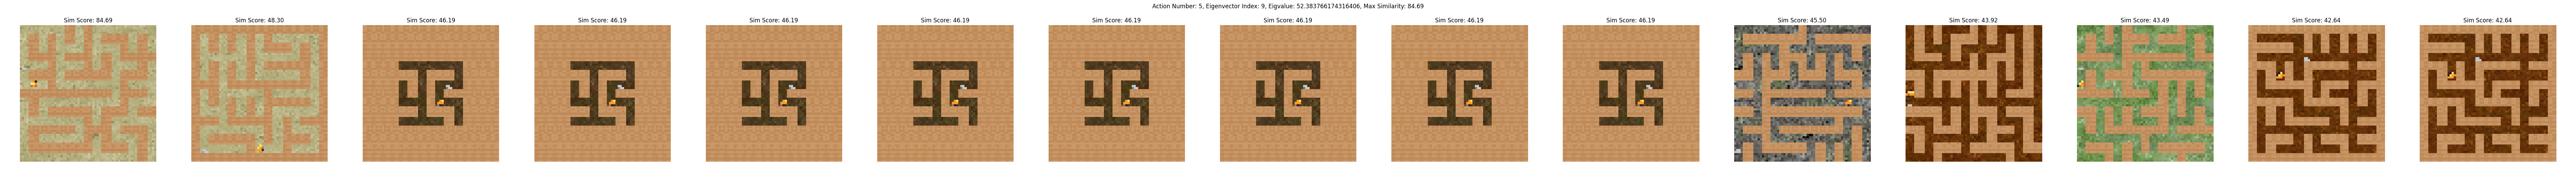 Action Number: 5, Eigenvector Index: 9, Eigvalue: 52.383766174316406, Max Similarity: 84.69
Sim Score: 84.69
Sim Score: 48.30
Sim Score: 46.19
Sim Score: 46.19
Sim Score: 46.19
Sim Score: 46.19
Sim Score: 46.19
Sim Score: 46.19
Sim Score: 46.19
Sim Score: 46.19
Sim Score: 45.50
Sim Score: 43.92
Sim Score: 43.49
Sim Score: 42.64
Sim Score: 42.64